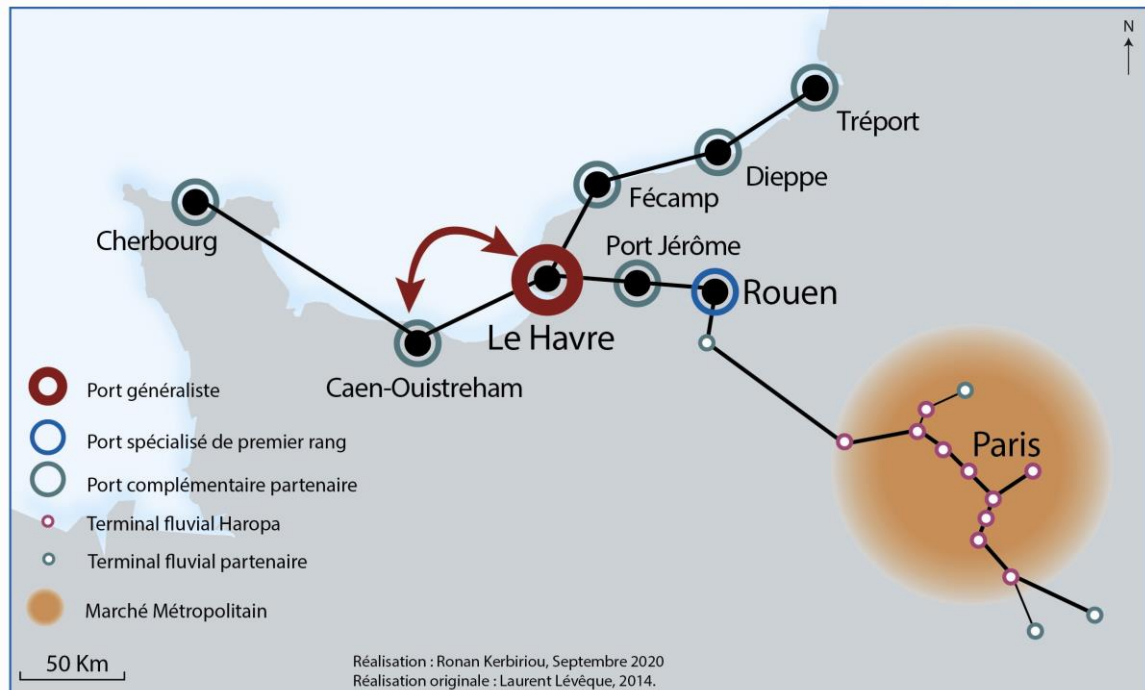 N
Tréport
Dieppe
Fécamp
Cherbourg
Port Jérôme
Rouen
Le Havre
Caen-Ouistreham
Paris
Port généraliste
Port spécialisé de premier rang
Port complémentaire partenaire
Terminal fluvial Haropa
Terminal fluvial partenaire
Marché Métropolitain
50 Km
Réalisation : Ronan Kerbiriou, Septembre 2020
Réalisation originale : Laurent Lévêque, 2014.